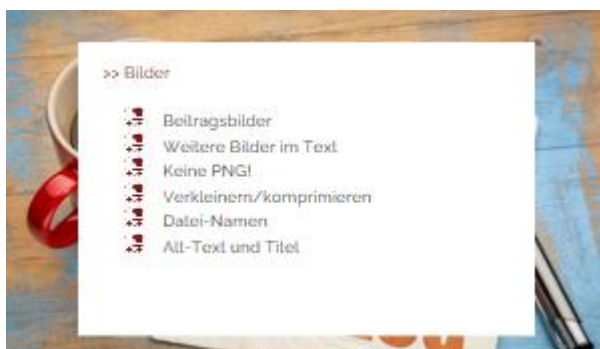 >> Bilder
Beitragsbilder
Weitere Bilder im Text
Keine PNG!
Verkleinern/komprimieren
Datei-Namen
Alt-Text und Titel